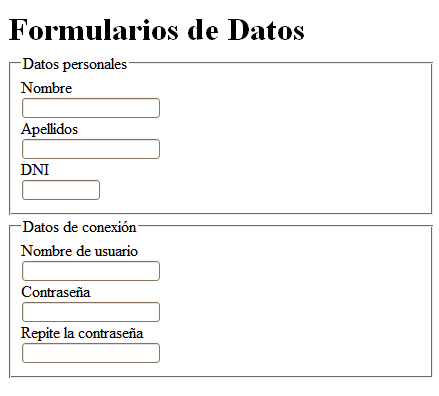 Formularios de Datos
Datos personales
Nombre
Apellidos
DNI
Datos de conexión
Nombre de usuario
Contraseña
Repite la contraseña